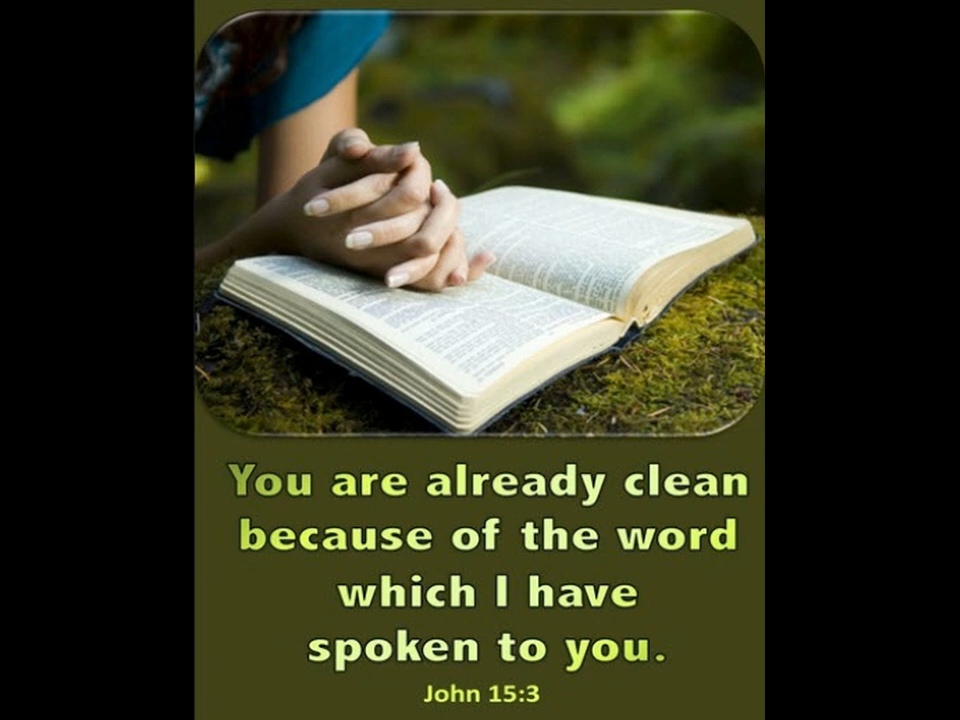 You are already clean
because of the word
which I have
spoken to you.
John 15:3